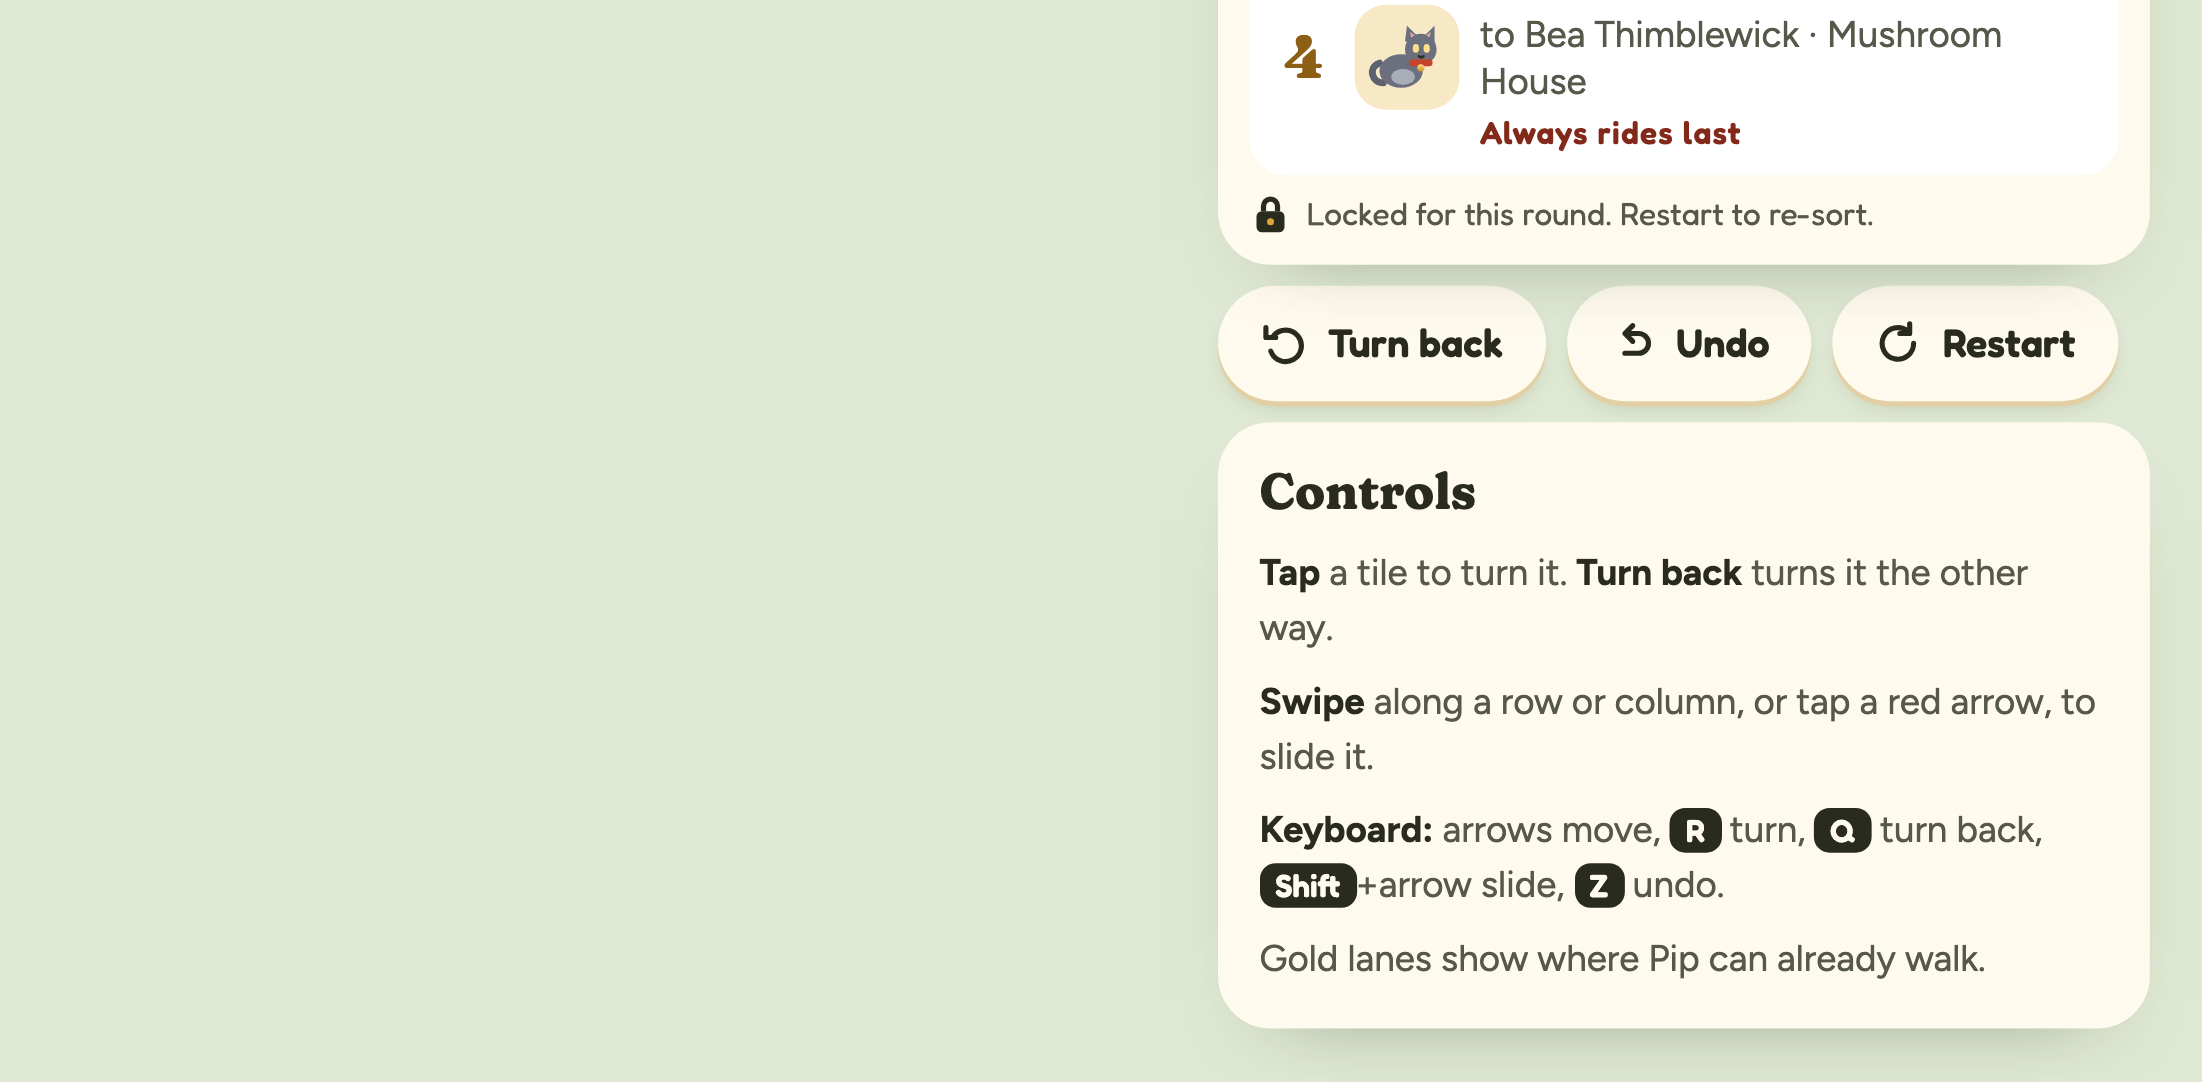 4
to Bea Thimblewick · Mushroom
House
Always rides last
Locked for this round. Restart to re-sort.
Turn back
Undo
Restart
Controls
Tap a tile to turn it. Turn back turns it the other
way.
Swipe along a row or column, or tap a red arrow, to
slide it.
Keyboard: arrows move, R turn, Q turn back,
Shift+arrow slide, Z undo.
Gold lanes show where Pip can already walk.